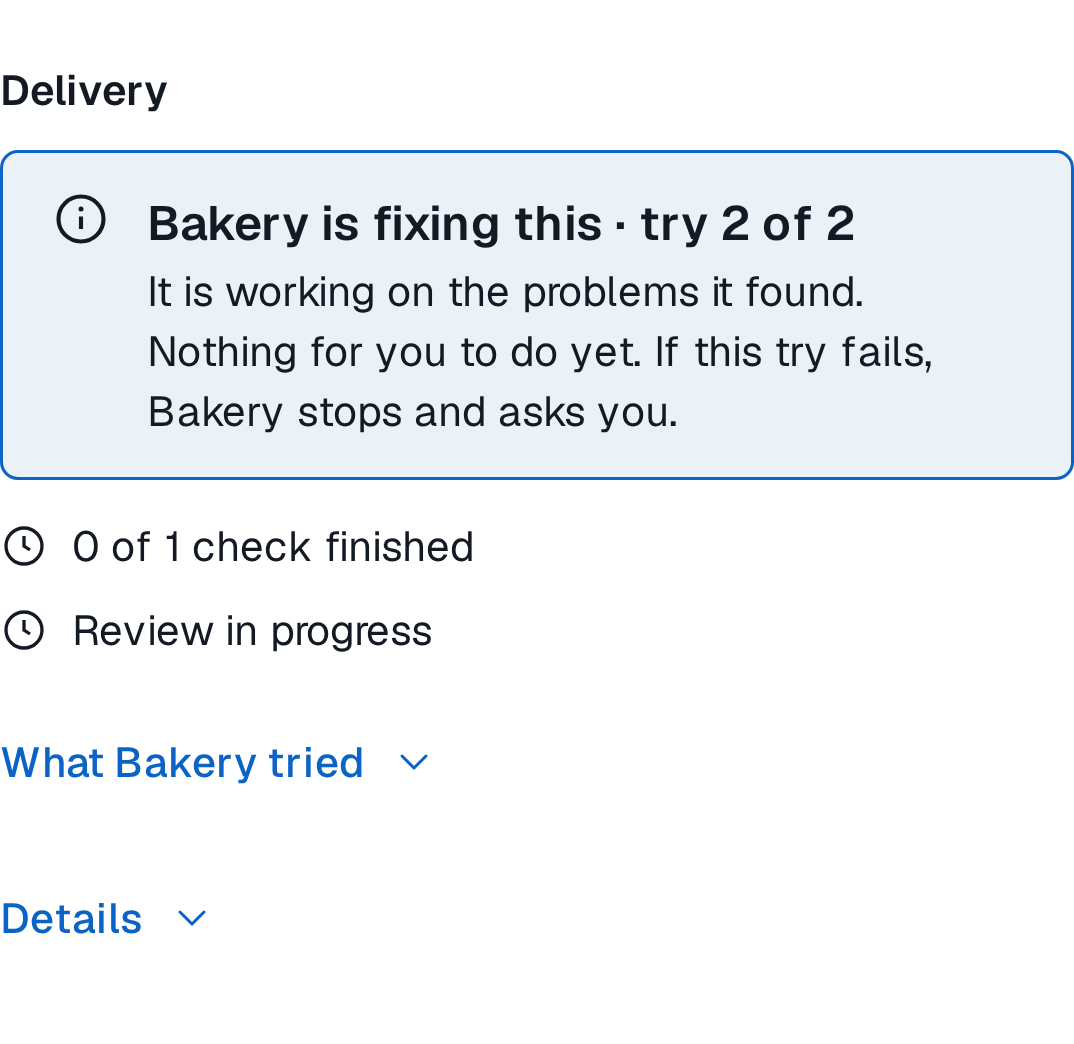 Delivery
Bakery is fixing this · try 2 of 2
It is working on the problems it found.
Nothing for you to do yet. If this try fails,
Bakery stops and asks you.
0 of 1 check finished
Review in progress
What Bakery tried
Details